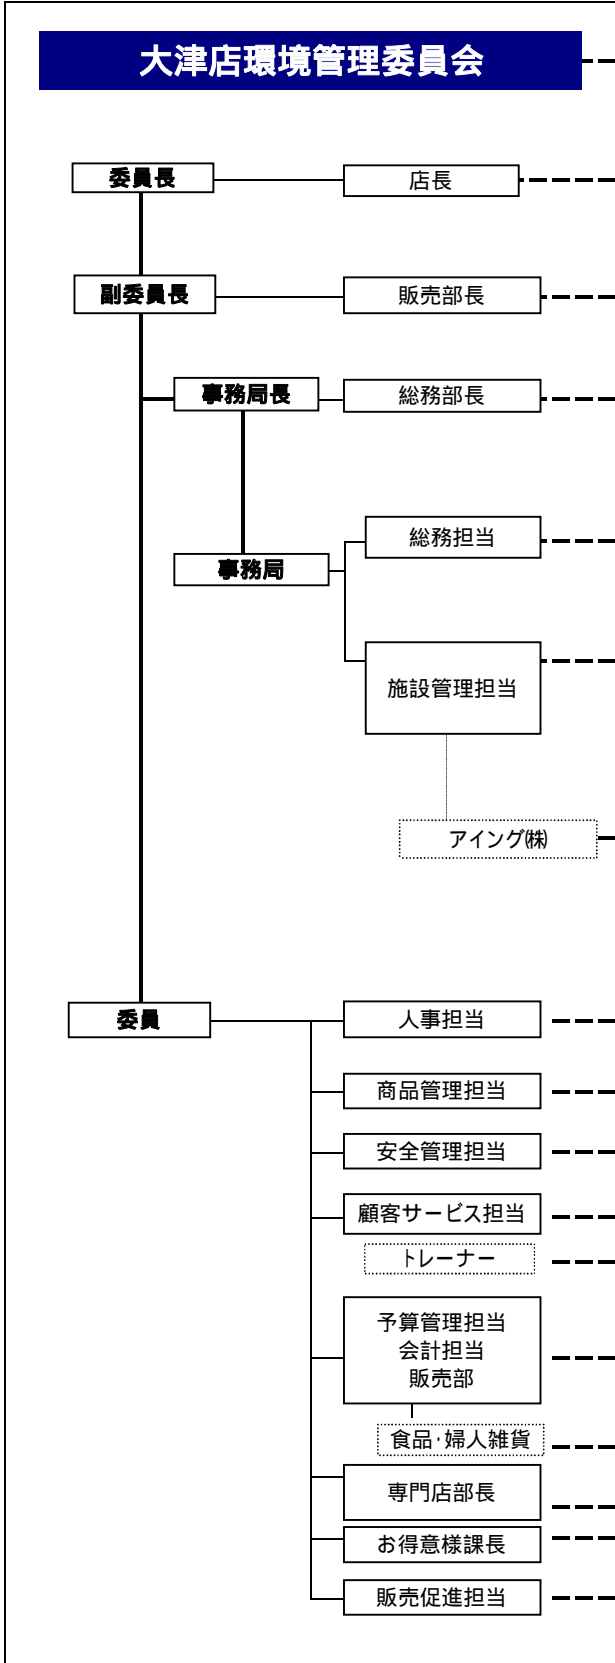 大津店環境管理委員会
委員長
店長
副委員長
販売部長
事務局長
総務部長
総務担当
事務局
施設管理担当
アイング㈱
委員
人事担当
商品管理担当
安全管理担当
顧客サービス担当
トレーナー
予算管理担当
会計担当
販売部
食品･婦人雑貨
専門店部長
お得意様課長
販売促進担当